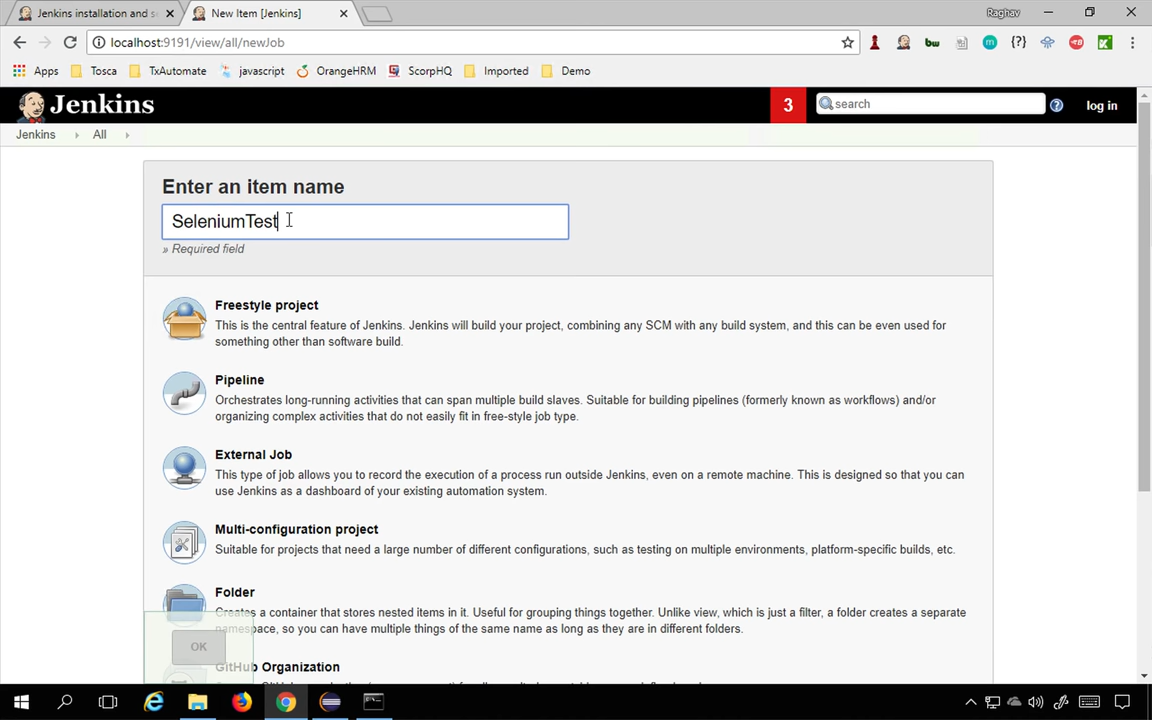 Jenkins installation and s
New Item [Jenkins]
Raghav
localhost:9191/view/all/newJob
Apps
Tosca
TxAutomate
javascript
OrangeHRM
ScorpHQ
Imported
Demo
Jenkins
3
search
log in
Jenkins
All
Enter an item name
SeleniumTest
» Required field
Freestyle project
This is the central feature of Jenkins. Jenkins will build your project, combining any SCM with any build system, and this can be even used for
something other than software build.
Pipeline
Orchestrates long-running activities that can span multiple build slaves. Suitable for building pipelines (formerly known as workflows) and/or
organizing complex activities that do not easily fit in free-style job type.
External Job
This type of job allows you to record the execution of a process run outside Jenkins, even on a remote machine. This is designed so that you can
use Jenkins as a dashboard of your existing automation system.
Multi-configuration project
Suitable for projects that need a large number of different configurations, such as testing on multiple environments, platform-specific builds, etc.
Folder
Creates a container that stores nested items in it. Useful for grouping things together. Unlike view, which is just a filter, a folder creates a separate
namespace, so you can have multiple things of the same name as long as they are in different folders.
OK
GitHub Organization